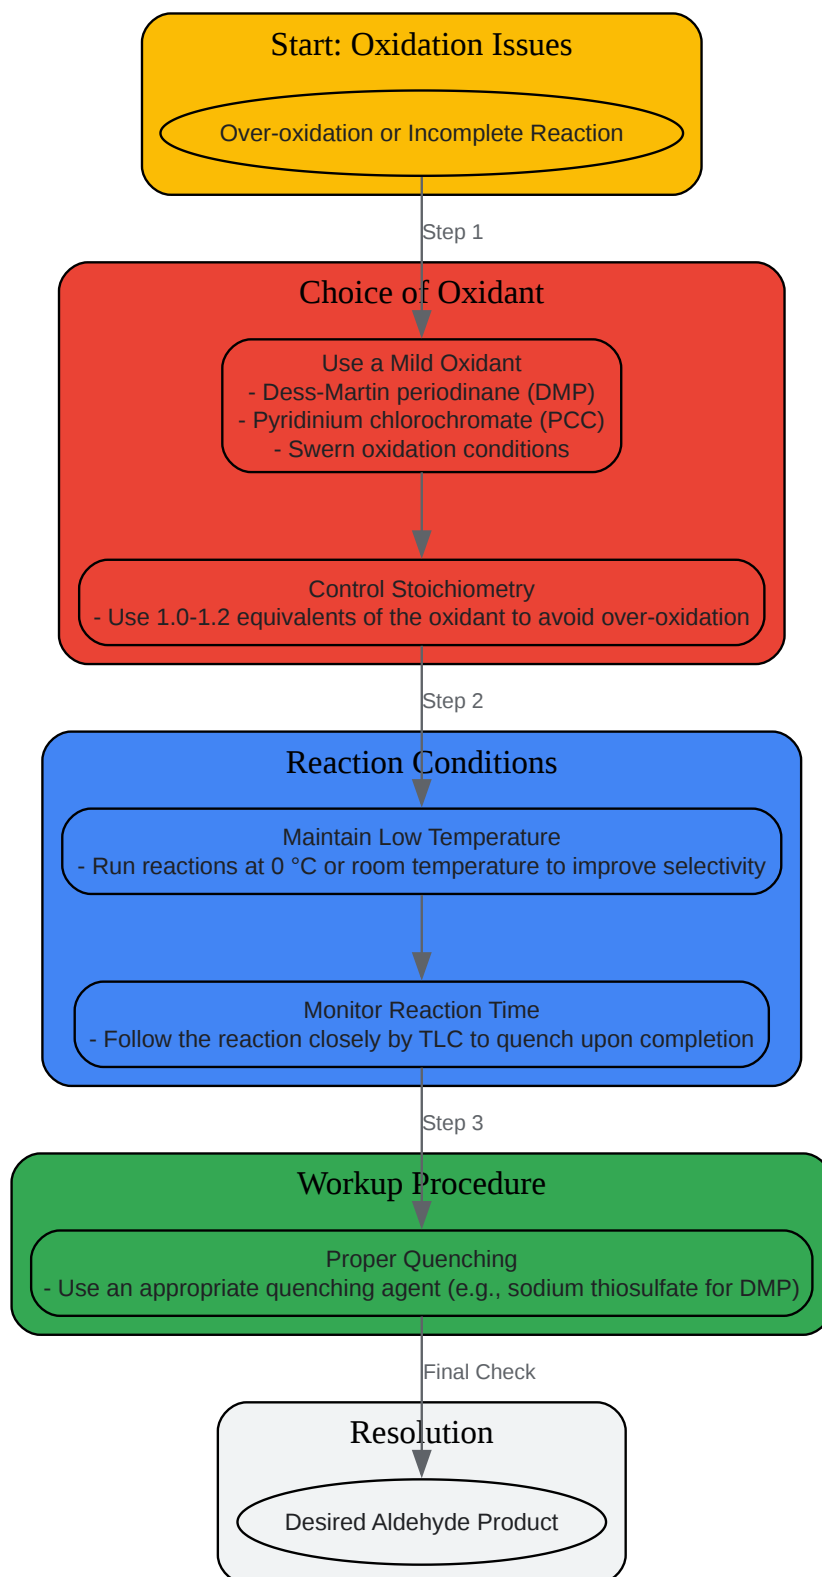 Start: Oxidation Issues
Over-oxidation or Incomplete Reaction
Step 1
Choice of Oxidant
Use a Mild Oxidant
- Dess-Martin periodinane (DMP)
- Pyridinium chlorochromate (PCC)
- Swern oxidation conditions
Control Stoichiometry
- Use 1.0-1.2 equivalents of the oxidant to avoid over-oxidation
Step 2
Reaction Conditions
Maintain Low Temperature
- Run reactions at 0 °C or room temperature to improve selectivity
Monitor Reaction Time
- Follow the reaction closely by TLC to quench upon completion
Step 3
Workup Procedure
Proper Quenching
- Use an appropriate quenching agent (e.g., sodium thiosulfate for DMP)
Final Check
Resolution
Desired Aldehyde Product